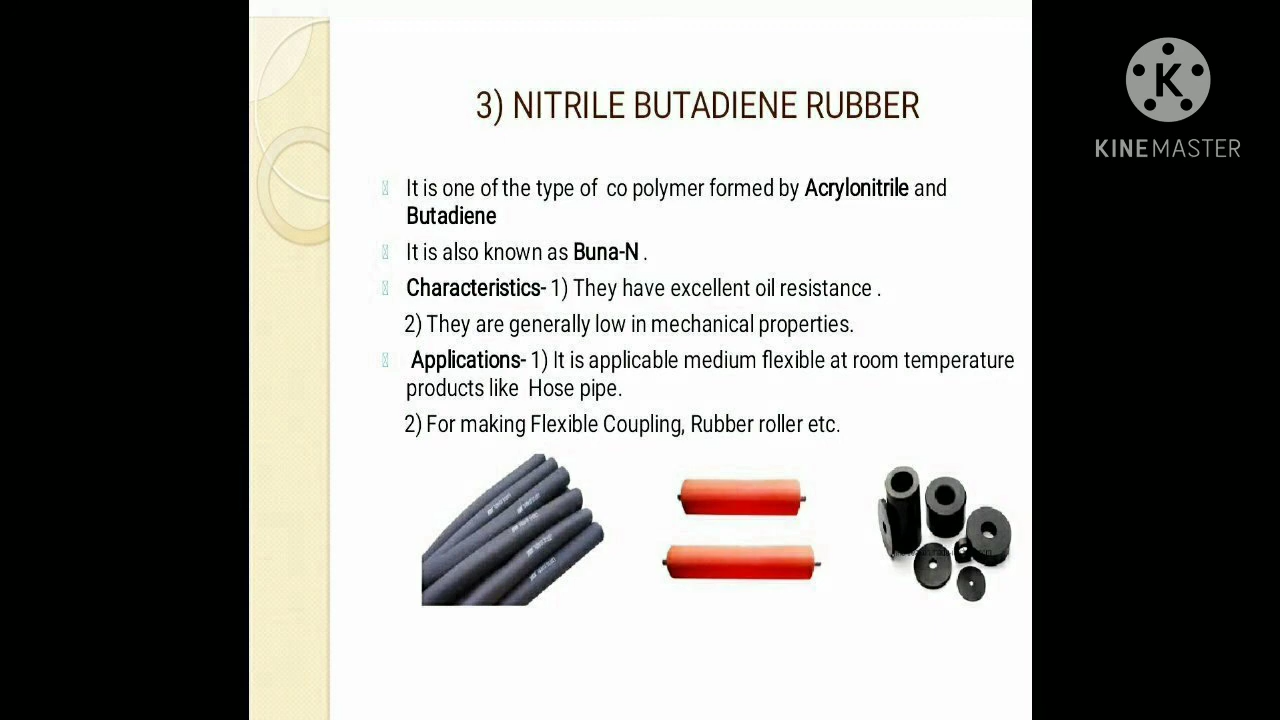 3) NITRILE BUTADIENE RUBBER
K
KINEMASTER
It is one of the type of co polymer formed by Acrylonitrile and
Butadiene
It is also known as Buna-N .
Characteristics- 1) They have excellent oil resistance .
2) They are generally low in mechanical properties.
Applications- 1) It is applicable medium flexible at room temperature
products like Hose pipe.
2) For making Flexible Coupling, Rubber roller etc.